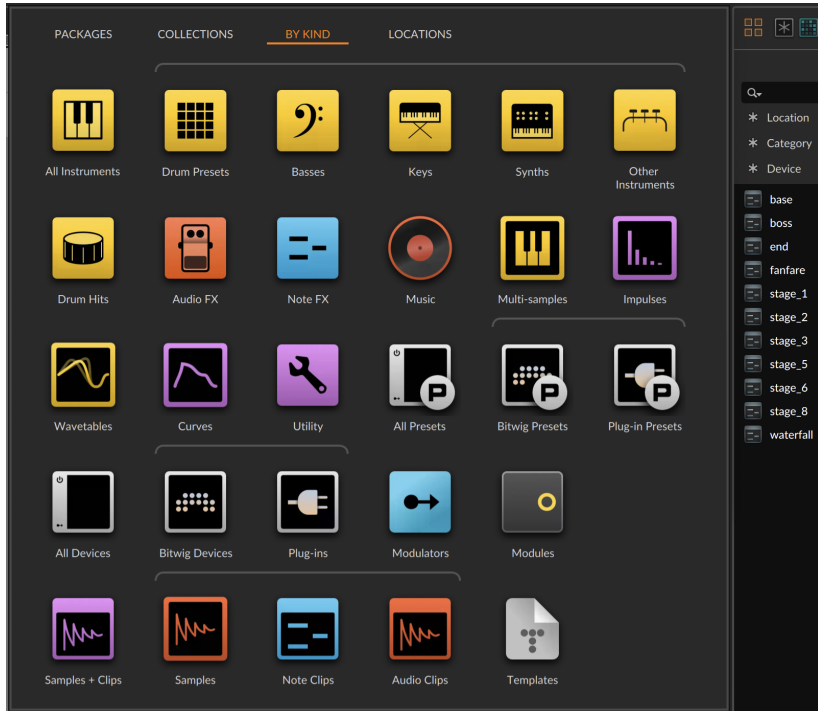 PACKAGES
COLLECTIONS
BY KIND
LOCATIONS
All Instruments
Drum Presets
Basses
Keys
Synths
Other
Instruments
Drum Hits
Audio FX
Note FX
Music
Multi-samples
Impulses
Wavetables
Curves
Utility
All Presets
Bitwig Presets
Plug-in Presets
All Devices
Bitwig Devices
Plug-ins
Modulators
Modules
Samples + Clips
Samples
Note Clips
Audio Clips
Templates
Location
Category
Device
base
boss
end
fanfare
stage_1
stage_2
stage_3
stage_5
stage_6
stage_8
waterfall